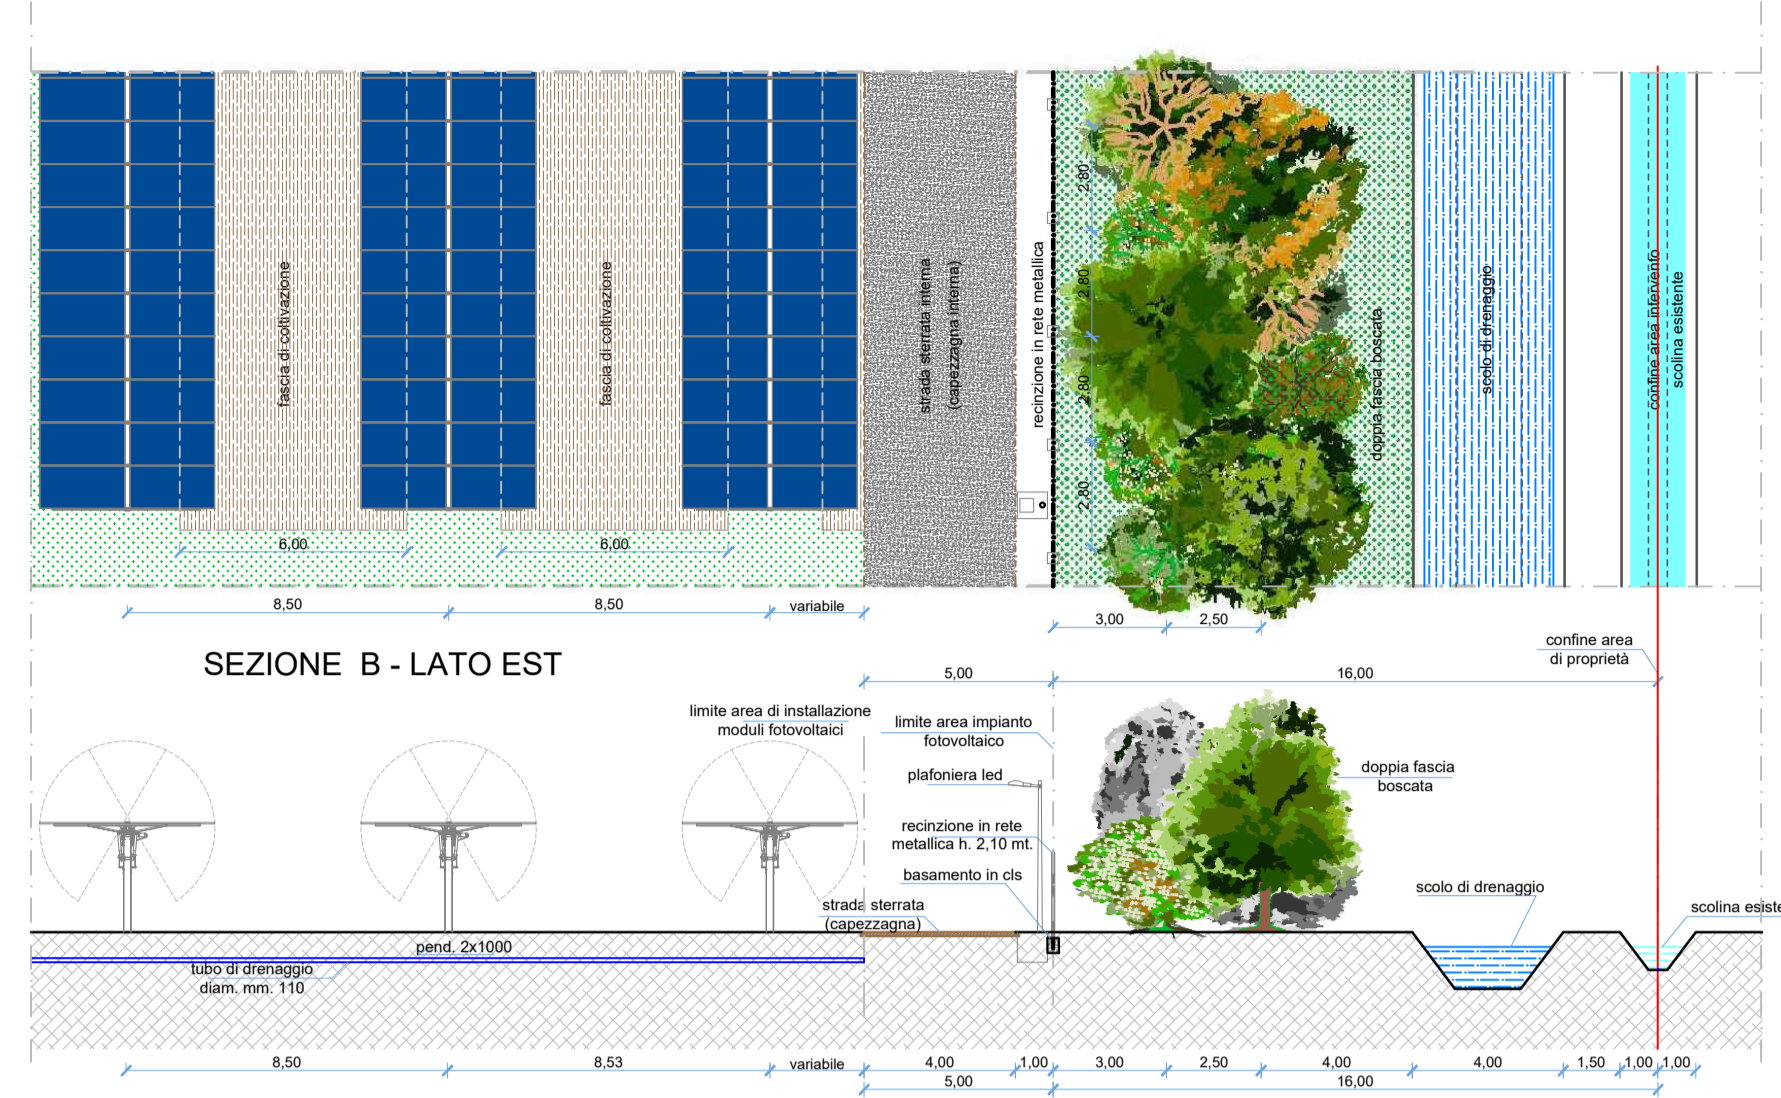 fascia di coltivazione
fascia di coltivazione
strada sterrata interna
(capezzagna interna)
recinzione in rete metallica
2,80
2,80
2,80
2,80
doppia fascia boscata
scolo di drenaggio
confine area intervento
scolina esistente
6,00
6,00
8,50
8,50
variabile
3,00
2,50
SEZIONE B - LATO EST
confine area
di proprietà
5,00
16,00
limite area di installazione
moduli fotovoltaici
limite area impianto
fotovoltaico
plafoniera led
doppia fascia
boscata
recinzione in rete
metallica h. 2,10 mt.
basamento in cls
scolo di drenaggio
strada sterrata
(capezzagna)
scolina esiste
pend. 2x1000
tubo di drenaggio
diam. mm. 110
8,50
8,53
variabile
4,00
1,00
3,00
2,50
4,00
4,00
1,50
1,00
1,00
5,00
16,00